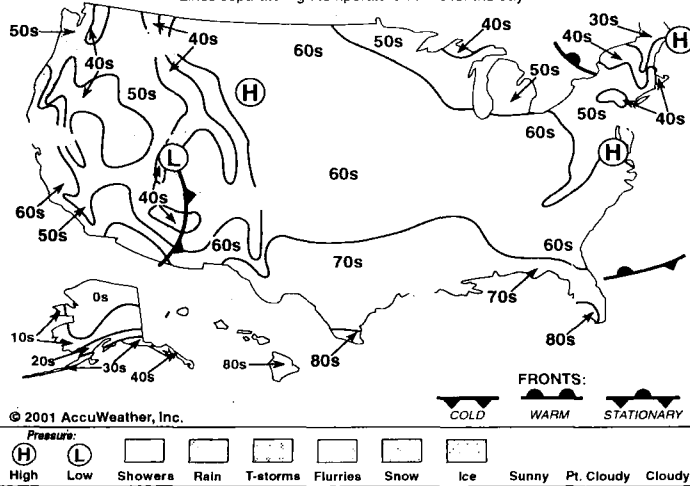 50s
40s
40s
60s
50s
40s
30s
H
40s
50s
50s
H
50s
40s
60s
H
L
60s
40s
60s
50s
60s
70s
60s
70s
80s
80s
0s
10s
20s
30s
40s
80s
FRONTS:
COLD WARM STATIONARY
© 2001 AccuWeather, Inc.
Pressure:
H L
High Low Showers Rain T-storms Flurries Snow Ice Sunny Pt. Cloudy Cloudy